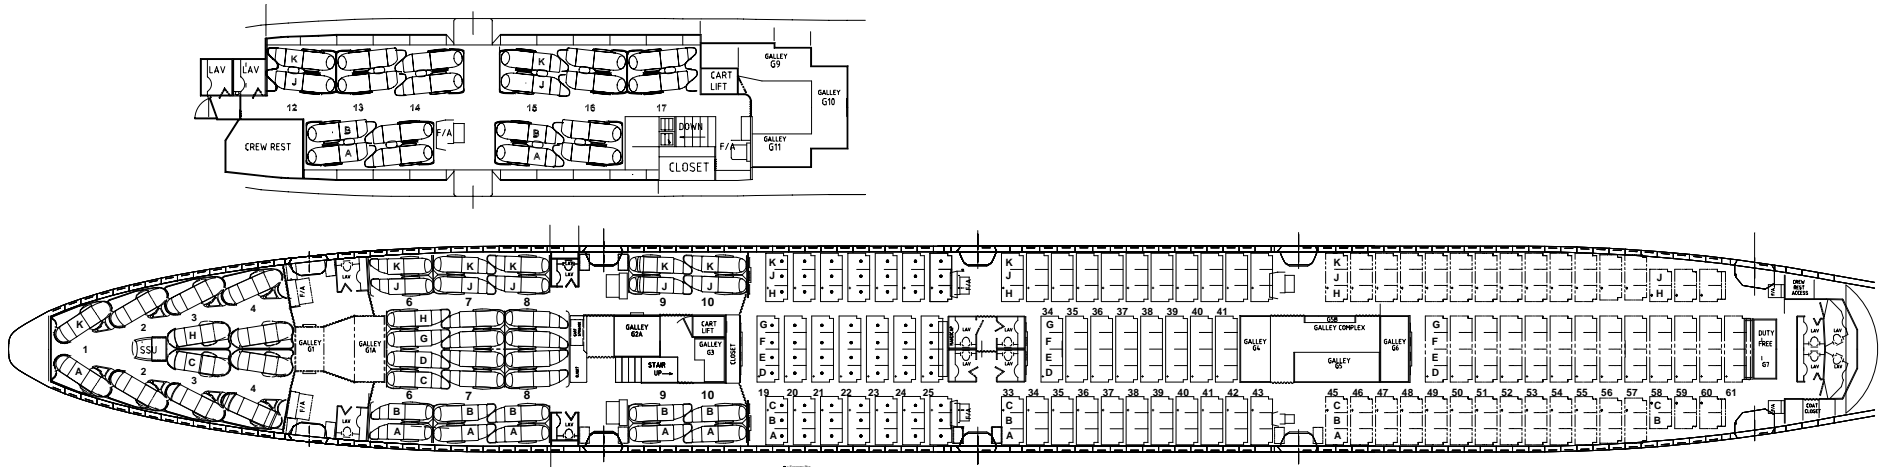 GALLEY
G9
LAV LAV
K
J
K
J
CART
LIFT
GALLEY
G10
12 13 14 15 16 17
B
A
B
A
F/A
DOWN
CREW REST
GALLEY
G11
F/A
CLOSET
K
1
A
2
2
3
3
4
4
SSU
H
C
F/A
F/A
GALLEY
G1
GALLEY
G1A
LAV
LAV
K K K
J J J
6 7 8
H
G
D
C
6 7 8
B B B
A A A
LAV
LAV
K K
J J
9 10
GALLEY
G2A
CART
LIFT
GALLEY
G3
STAIR
UP
CLOSET
9 10
B B
A A
K
J
H
G
F
E
D
19 20 21 22 23 24 25
C
B
A
F/A
LAV LAV
LAV LAV
F/A
K
J
H
34 35 36 37 38 39 40 41
G
F
E
D
33 34 35 36 37 38 39 40 41 42 43
C
B
A
G5B
GALLEY COMPLEX
GALLEY
G4
GALLEY
G5
GALLEY
G6
K
J
H
J
H
G
F
E
D
45 46 47 48 49 50 51 52 53 54 55 56 57 58 59 60 61
C
B
A
C
B
F/A
CREW
REST
ACCESS
DUTY
FREE
G7
LAV LAV
LAV LAV
F/A
COAT
CLOSET